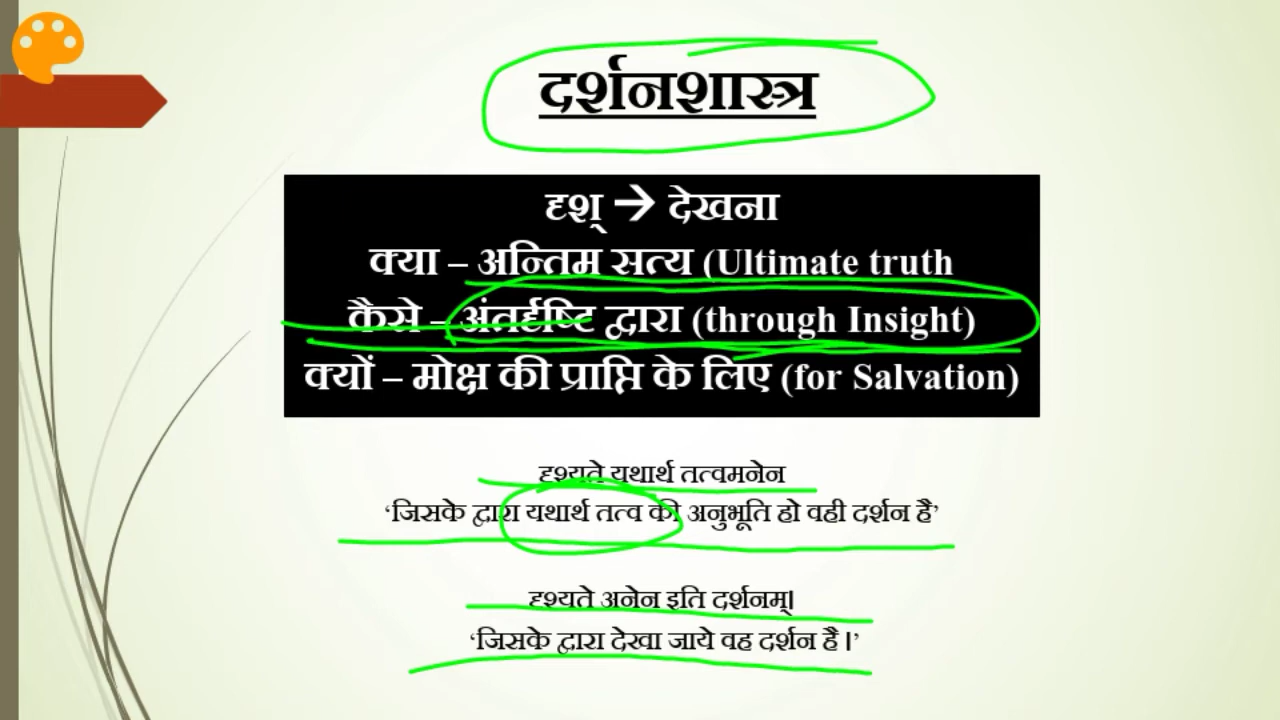 दर्शनशास्त्र
दृश् → देखना
क्या – अन्तिम सत्य (Ultimate truth
कैसे – अंतर्दृष्टि द्वारा (through Insight)
क्यों – मोक्ष की प्राप्ति के लिए (for Salvation)
दृश्यते यथार्थ तत्वमनेन
‘जिसके द्वारा यथार्थ तत्व की अनुभूति हो वही दर्शन है’
दृश्यते अनेन इति दर्शनम्।
‘जिसके द्वारा देखा जाये वह दर्शन है ।’